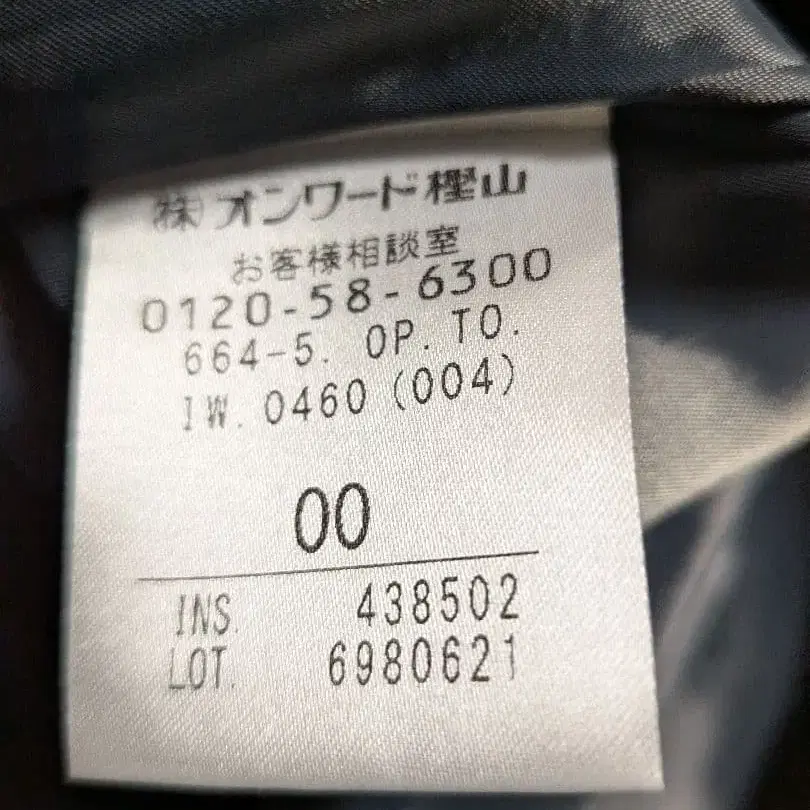 ㈱オンワード樫山
お客様相談室
0120-58-6300
664-5. OP. TO.
IW. 0460 (004)
00
INS. 438502
LOT. 6980621